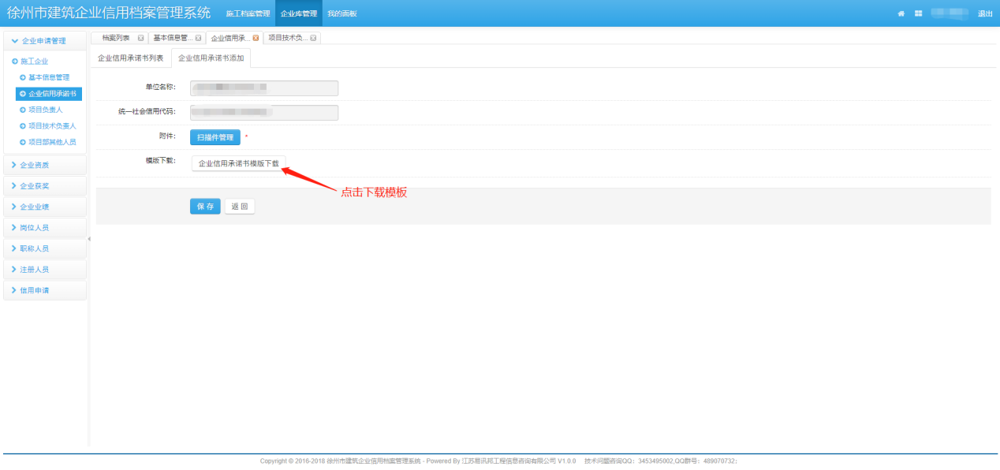 徐州市建筑企业信用档案管理系统 施工档案管理 企业库管理 我的面板 退出
企业申请管理
施工企业
基本信息管理
企业信用承诺书
项目负责人
项目技术负责人
项目部其他人员
企业资质
企业获奖
企业业绩
岗位人员
职称人员
注册人员
信用申请
档案列表 基本信息管... 企业信用承... 项目技术负...
企业信用承诺书列表 企业信用承诺书添加
单位名称：
统一社会信用代码：
附件： 扫描件管理 *
模版下载： 企业信用承诺书模版下载
点击下载模板
保 存 返 回
Copyright © 2016-2018 徐州市建筑企业信用档案管理系统 - Powered By 江苏易讯邦工程信息咨询有限公司 V1.0.0 技术问题咨询QQ：3453495002,QQ群号：489070732；